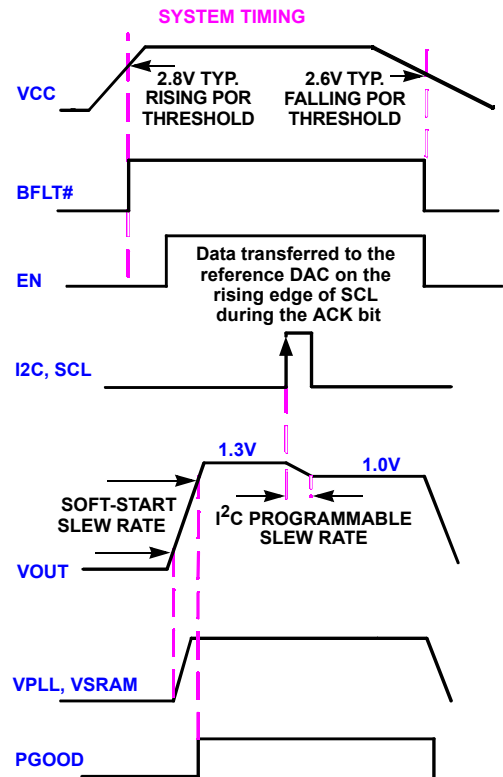 SYSTEM TIMING
VCC
2.8V TYP.
RISING POR
THRESHOLD
2.6V TYP.
FALLING POR
THRESHOLD
BFLT#
EN
Data transferred to the
reference DAC on the
rising edge of SCL
during the ACK bit
I2C, SCL
1.3V
1.0V
SOFT-START
SLEW RATE
I²C PROGRAMMABLE
SLEW RATE
VOUT
VPLL, VSRAM
PGOOD